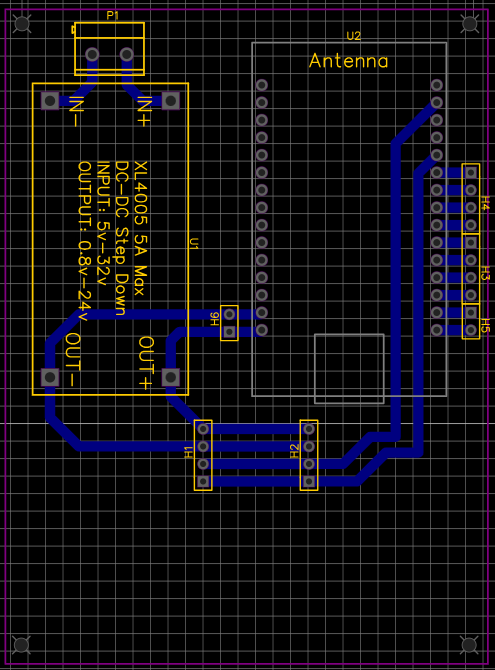 P1
U2
Antenna
IN-
IN+
XL4005 5A Max
DC-DC Step Down
INPUT: 5v-32v
OUTPUT: 0.8v-24v
U1
H4
H3
H5
H6
OUT-
OUT+
H1
H2